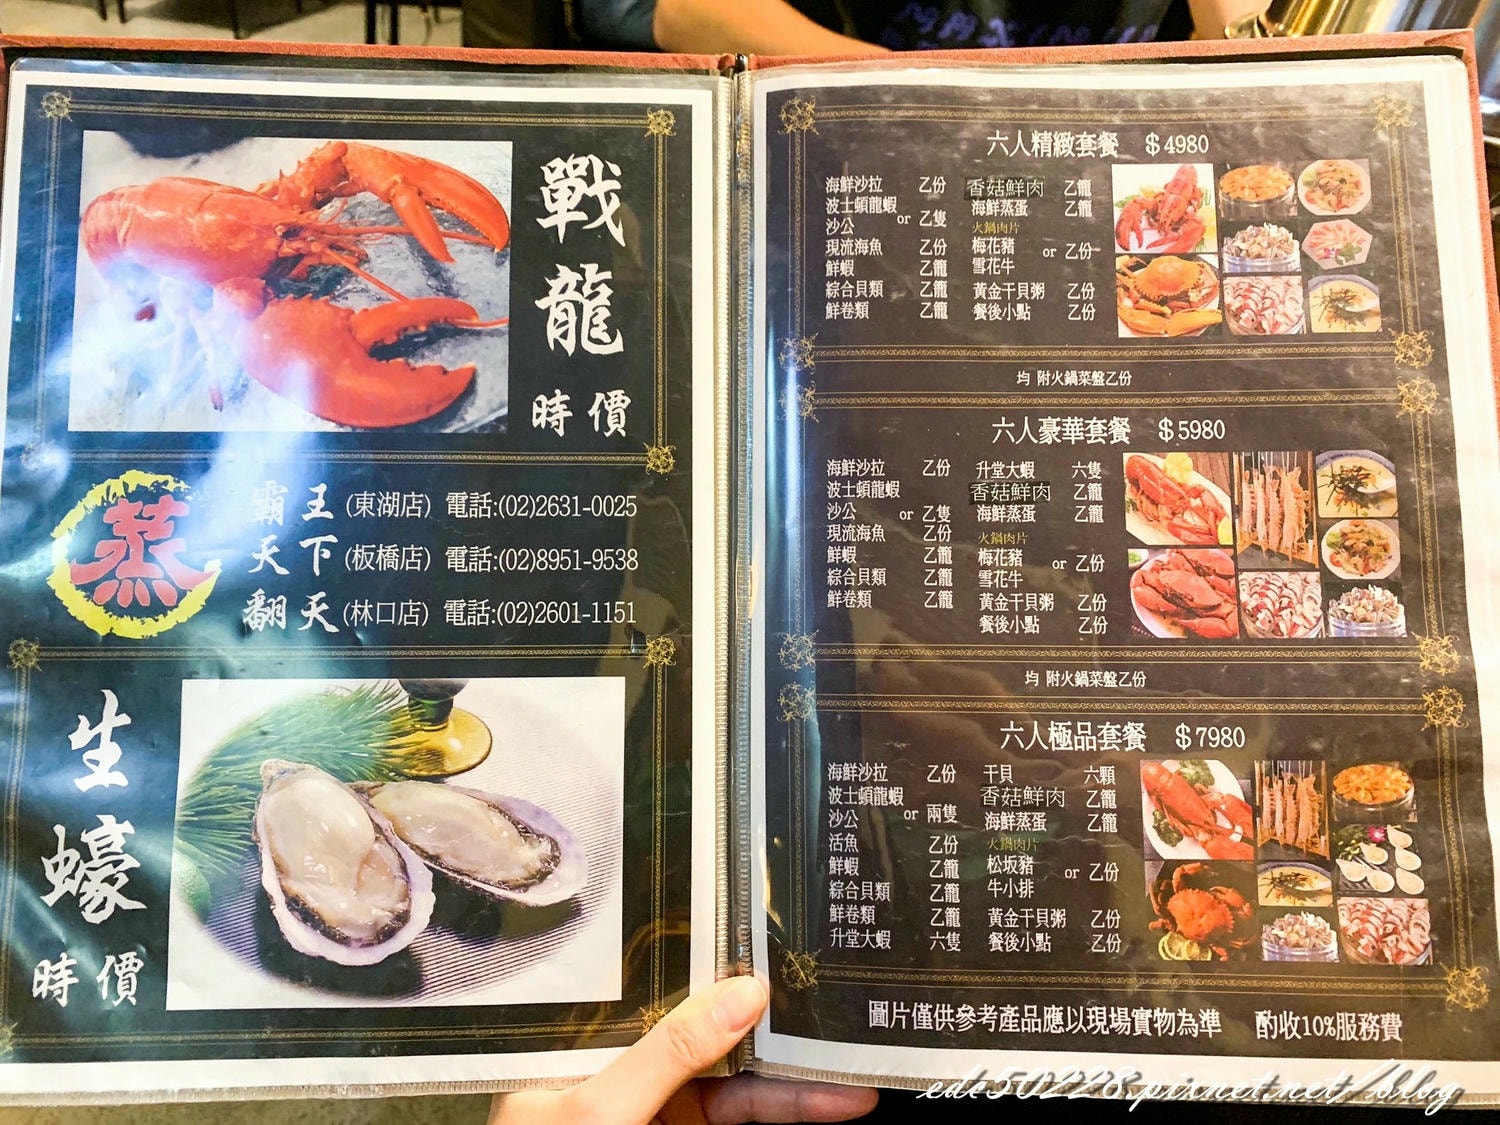 戰龍
時價
蒸
霸王(東湖店) 電話:(02)2631-0025
天下(板橋店) 電話:(02)8951-9538
翻天(林口店) 電話:(02)2601-1151
生蠔
時價
六人精緻套餐 $4980
海鮮沙拉 乙份
波士頓龍蝦
沙公 or 乙隻
現流海魚 乙份
鮮蝦 乙籠
綜合貝類 乙籠
鮮卷類 乙籠
香菇鮮肉 乙籠
海鮮蒸蛋 乙籠
火鍋肉片
梅花豬
雪花牛 or 乙份
黃金干貝粥 乙份
餐後小點 乙份
均 附火鍋菜盤乙份
六人豪華套餐 $5980
海鮮沙拉 乙份
波士頓龍蝦
沙公 or 乙隻
現流海魚 乙份
鮮蝦 乙籠
綜合貝類 乙籠
鮮卷類 乙籠
升堂大蝦 六隻
香菇鮮肉 乙籠
海鮮蒸蛋 乙籠
火鍋肉片
梅花豬
雪花牛 or 乙份
黃金干貝粥 乙份
餐後小點 乙份
均 附火鍋菜盤乙份
六人極品套餐 $7980
海鮮沙拉 乙份
波士頓龍蝦
沙公 or 兩隻
活魚 乙份
鮮蝦 乙籠
綜合貝類 乙籠
鮮卷類 乙籠
升堂大蝦 六隻
干貝 六顆
香菇鮮肉 乙籠
海鮮蒸蛋 乙籠
火鍋肉片
松坂豬
牛小排 or 乙份
黃金干貝粥 乙份
餐後小點 乙份
圖片僅供參考產品應以現場實物為準 酌收10%服務費
edc50228.pixnet.net/blog